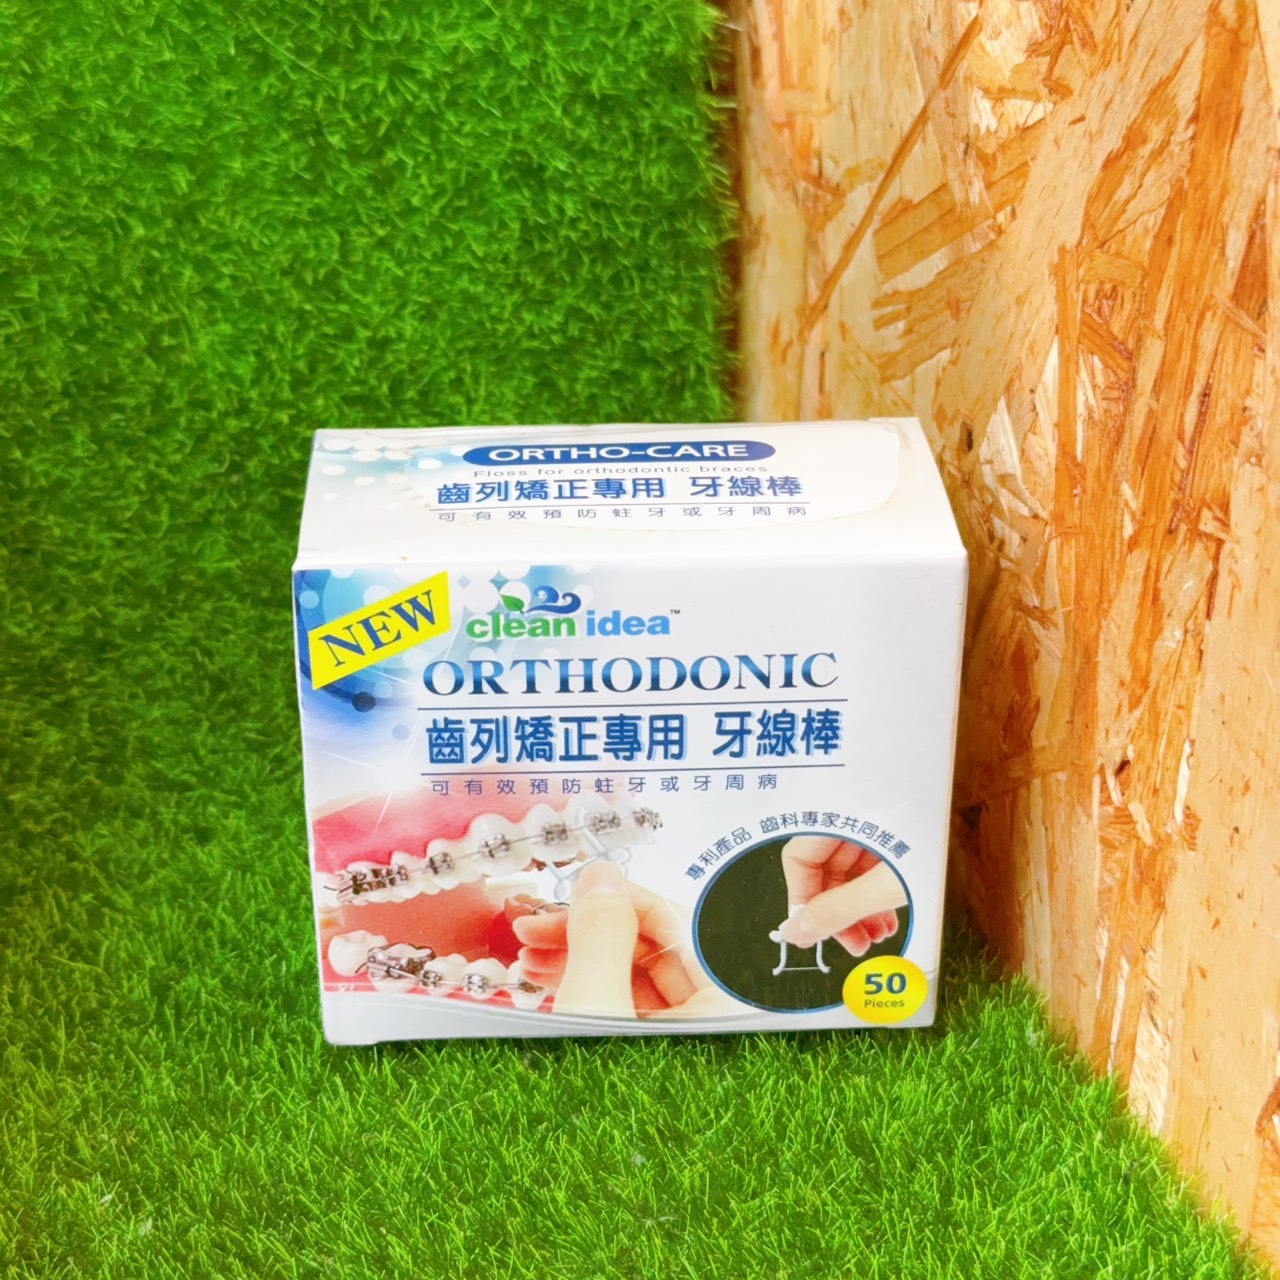 ORTHO-CARE
Floss for orthodontic braces
齒列矯正專用 牙線棒
可有效預防蛀牙或牙周病
NEW
clean idea™
ORTHODONIC
齒列矯正專用 牙線棒
可有效預防蛀牙或牙周病
專利產品 齒科專家共同推薦
50
Pieces